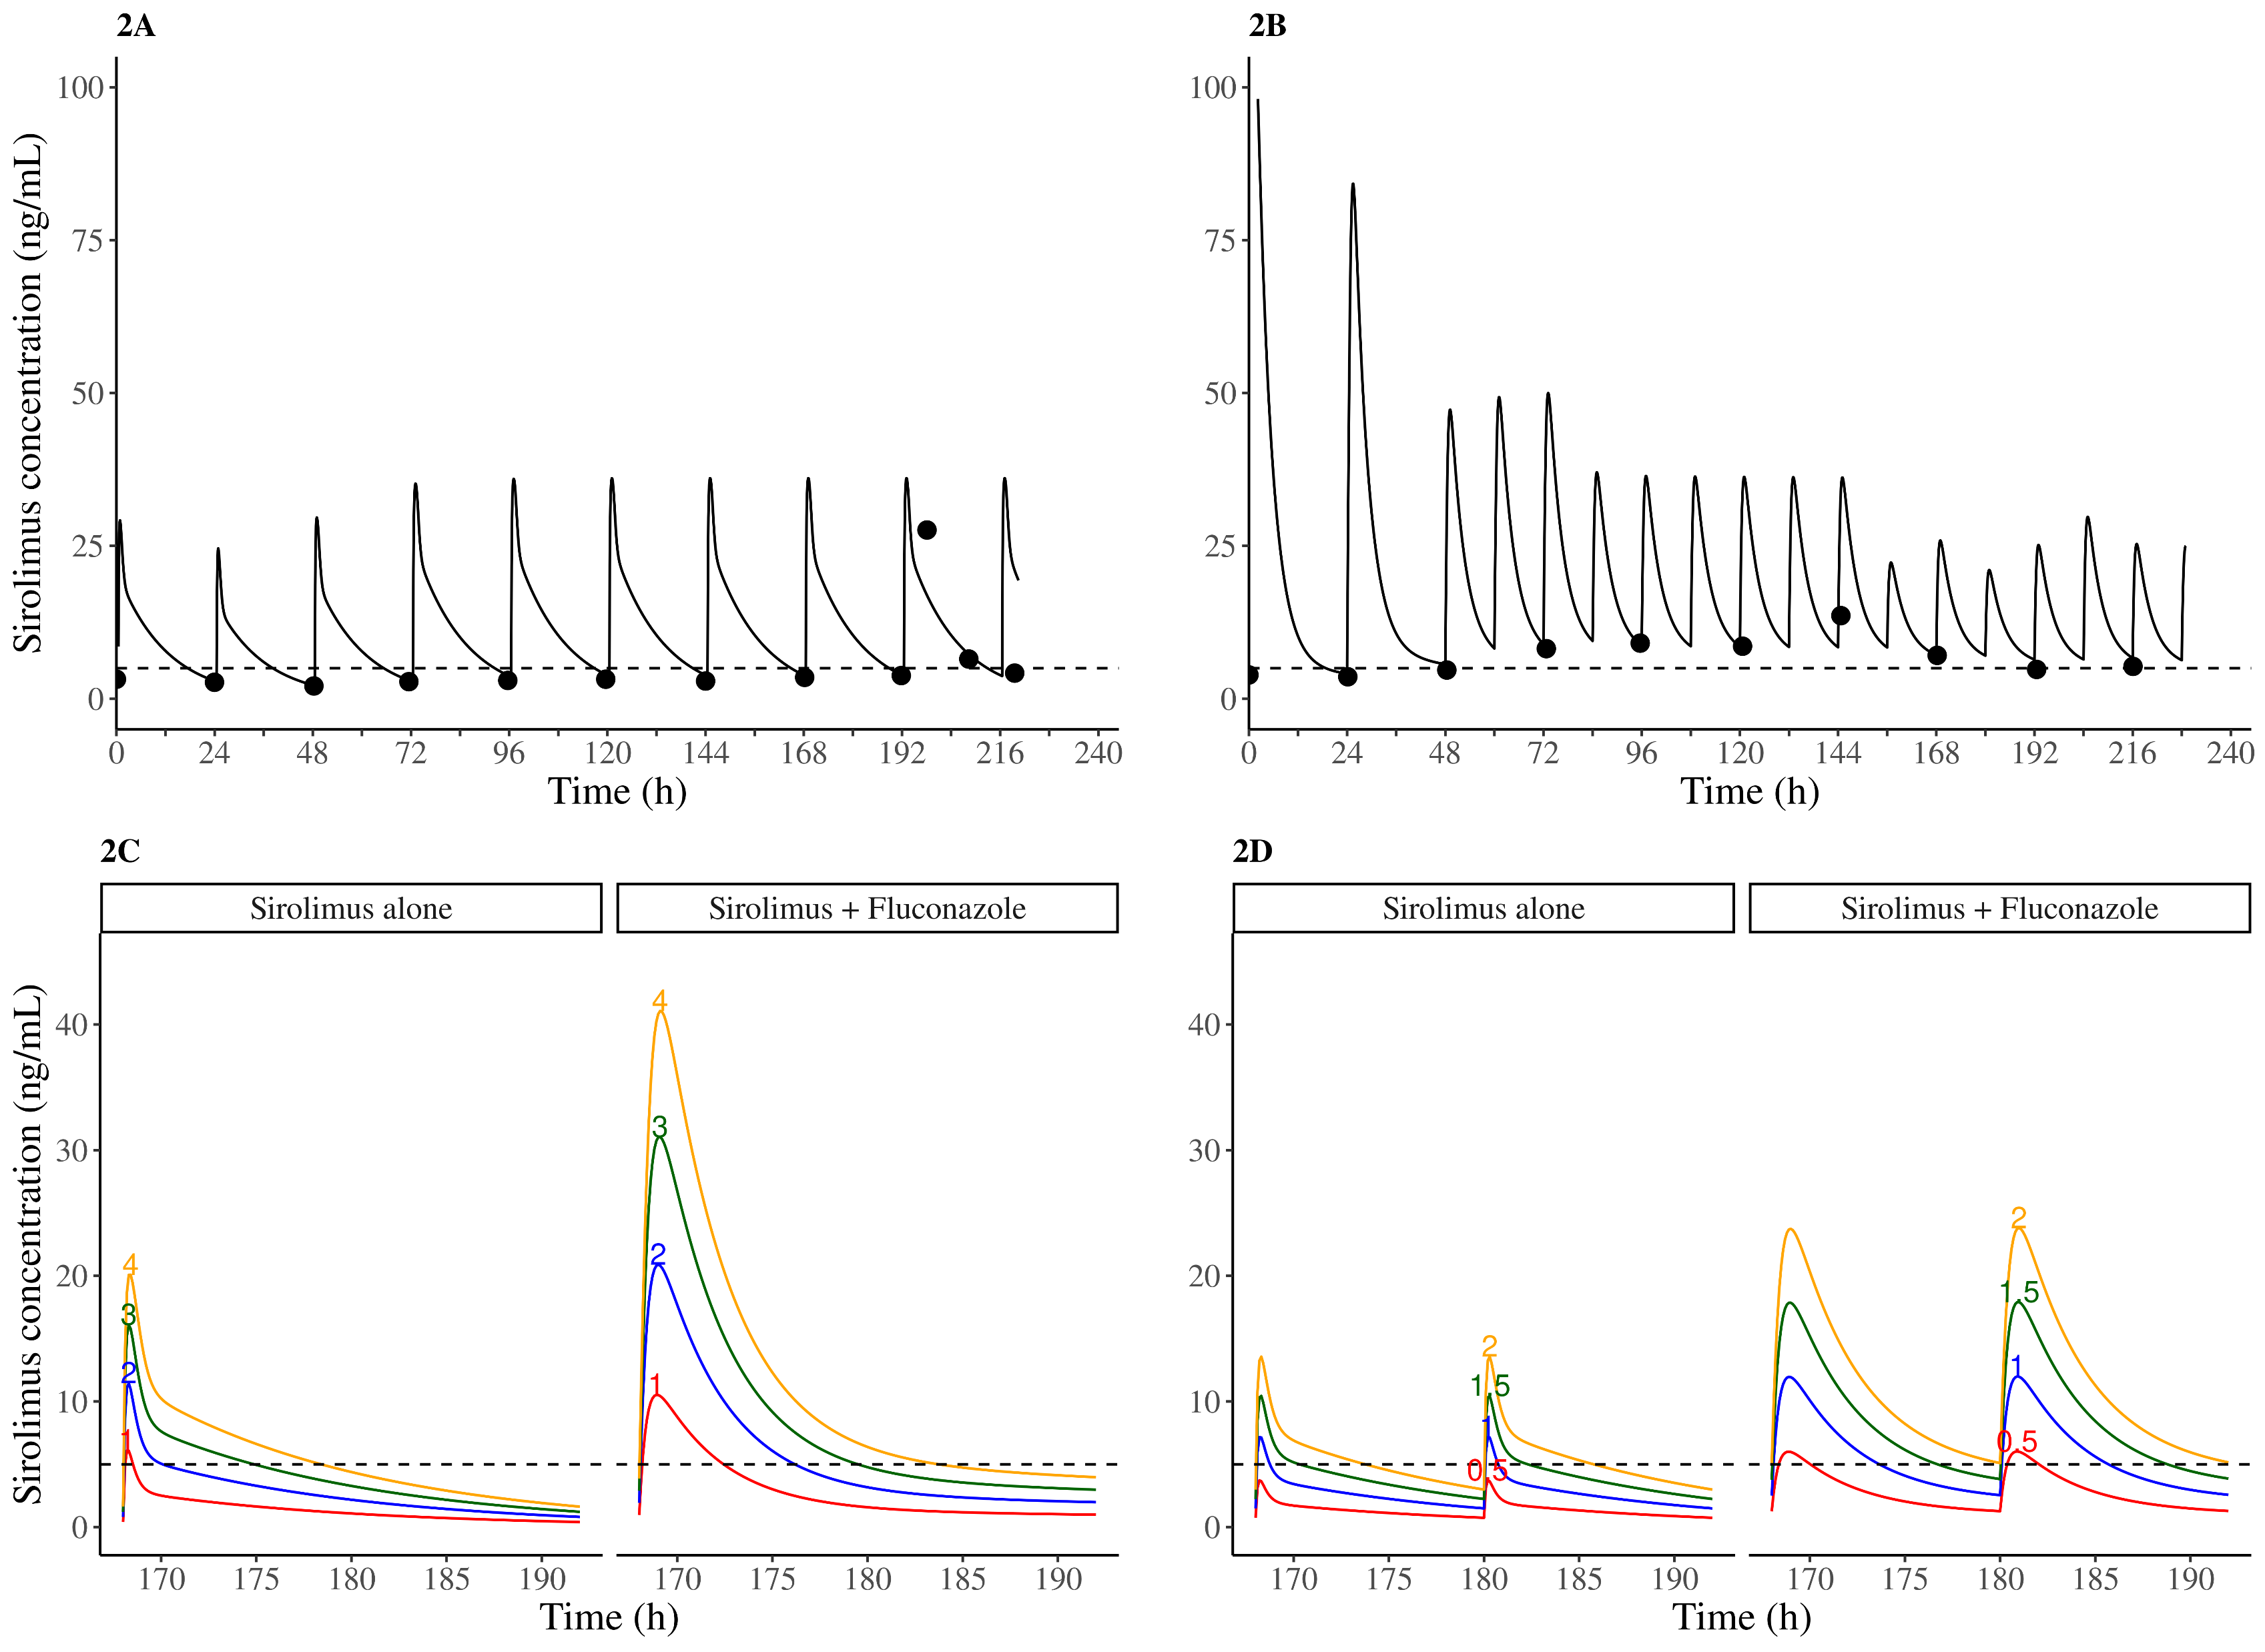 2A
Sirolimus concentration (ng/mL)
100
75
50
25
0
0 24 48 72 96 120 144 168 192 216 240
Time (h)
2B
100
75
50
25
0
0 24 48 72 96 120 144 168 192 216 240
Time (h)
2C
Sirolimus alone
Sirolimus + Fluconazole
Sirolimus concentration (ng/mL)
40
30
20
10
0
4
3
2
1
4
3
2
1
170 175 180 185 190
170 175 180 185 190
Time (h)
2D
Sirolimus alone
Sirolimus + Fluconazole
40
30
20
10
0
2
1.5
1
0.5
2
1.5
1
0.5
170 175 180 185 190
170 175 180 185 190
Time (h)